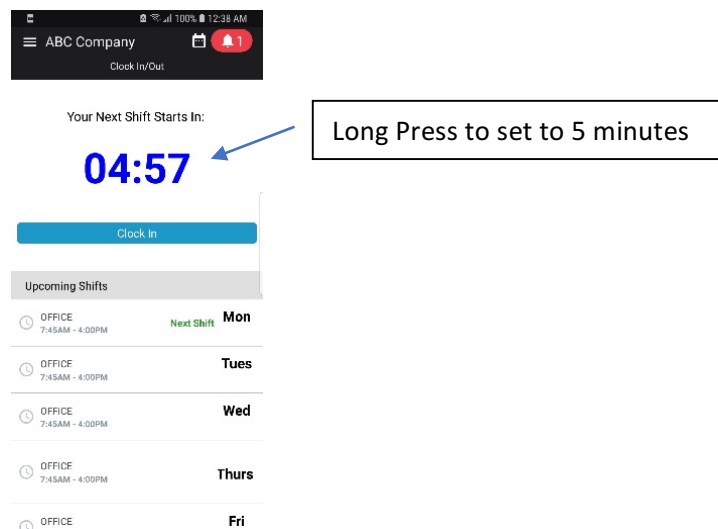 100% 12:38 AM
ABC Company 1
Clock In/Out
Your Next Shift Starts In:
04:57
Long Press to set to 5 minutes
Clock In
Upcoming Shifts
OFFICE
7:45AM - 4:00PM
Next Shift Mon
OFFICE
7:45AM - 4:00PM
Tues
OFFICE
7:45AM - 4:00PM
Wed
OFFICE
7:45AM - 4:00PM
Thurs
OFFICE
Fri